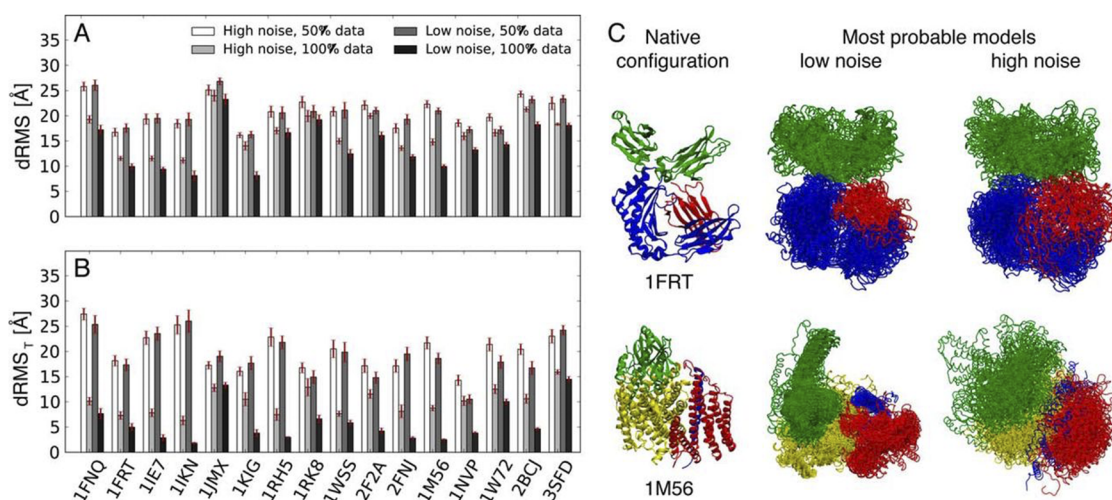 A
High noise, 50% data
Low noise, 50% data
High noise, 100% data
Low noise, 100% data
dRMS [Å]
35
30
25
20
15
10
5
0
B
dRMS_T [Å]
35
30
25
20
15
10
5
0
1FNQ
1FRT
1IE7
1IKN
1JMX
1KIG
1RH5
1RK8
1WSS
2F2A
2FNJ
1M56
1NVP
1W72
2BCJ
3SFD
C
Native
configuration
Most probable models
low noise
high noise
1FRT
1M56